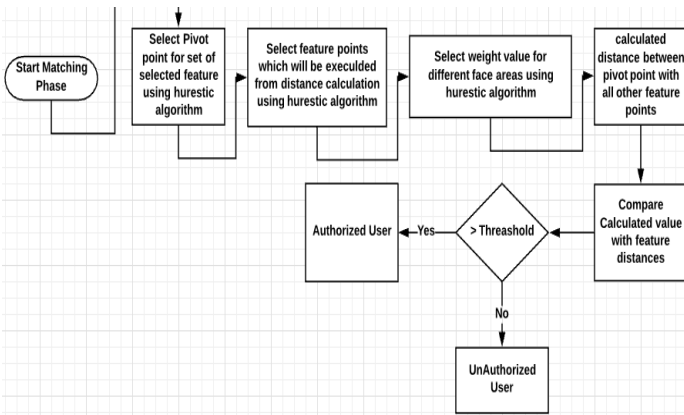 Start Matching
Phase
Select Pivot
point for set of
selected feature
using hurestic
algorithm
Select feature points
which will be execulded
from distance calculation
using hurestic algorithm
Select weight value for
different face areas using
hurestic algorithm
calculated
distance between
pivot point with
all other feature
points
Compare
Calculated value
with feature
distances
> Threashold
Yes
Authorized User
No
UnAuthorized
User